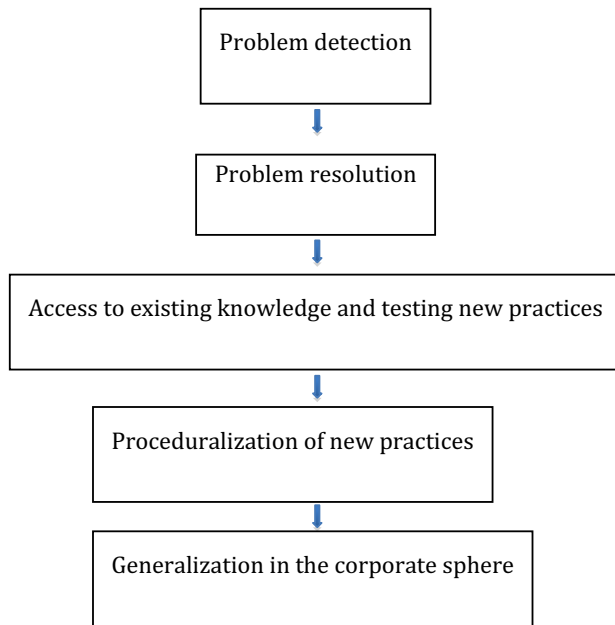 Problem detection
Problem resolution
Access to existing knowledge and testing new practices
Proceduralization of new practices
Generalization in the corporate sphere